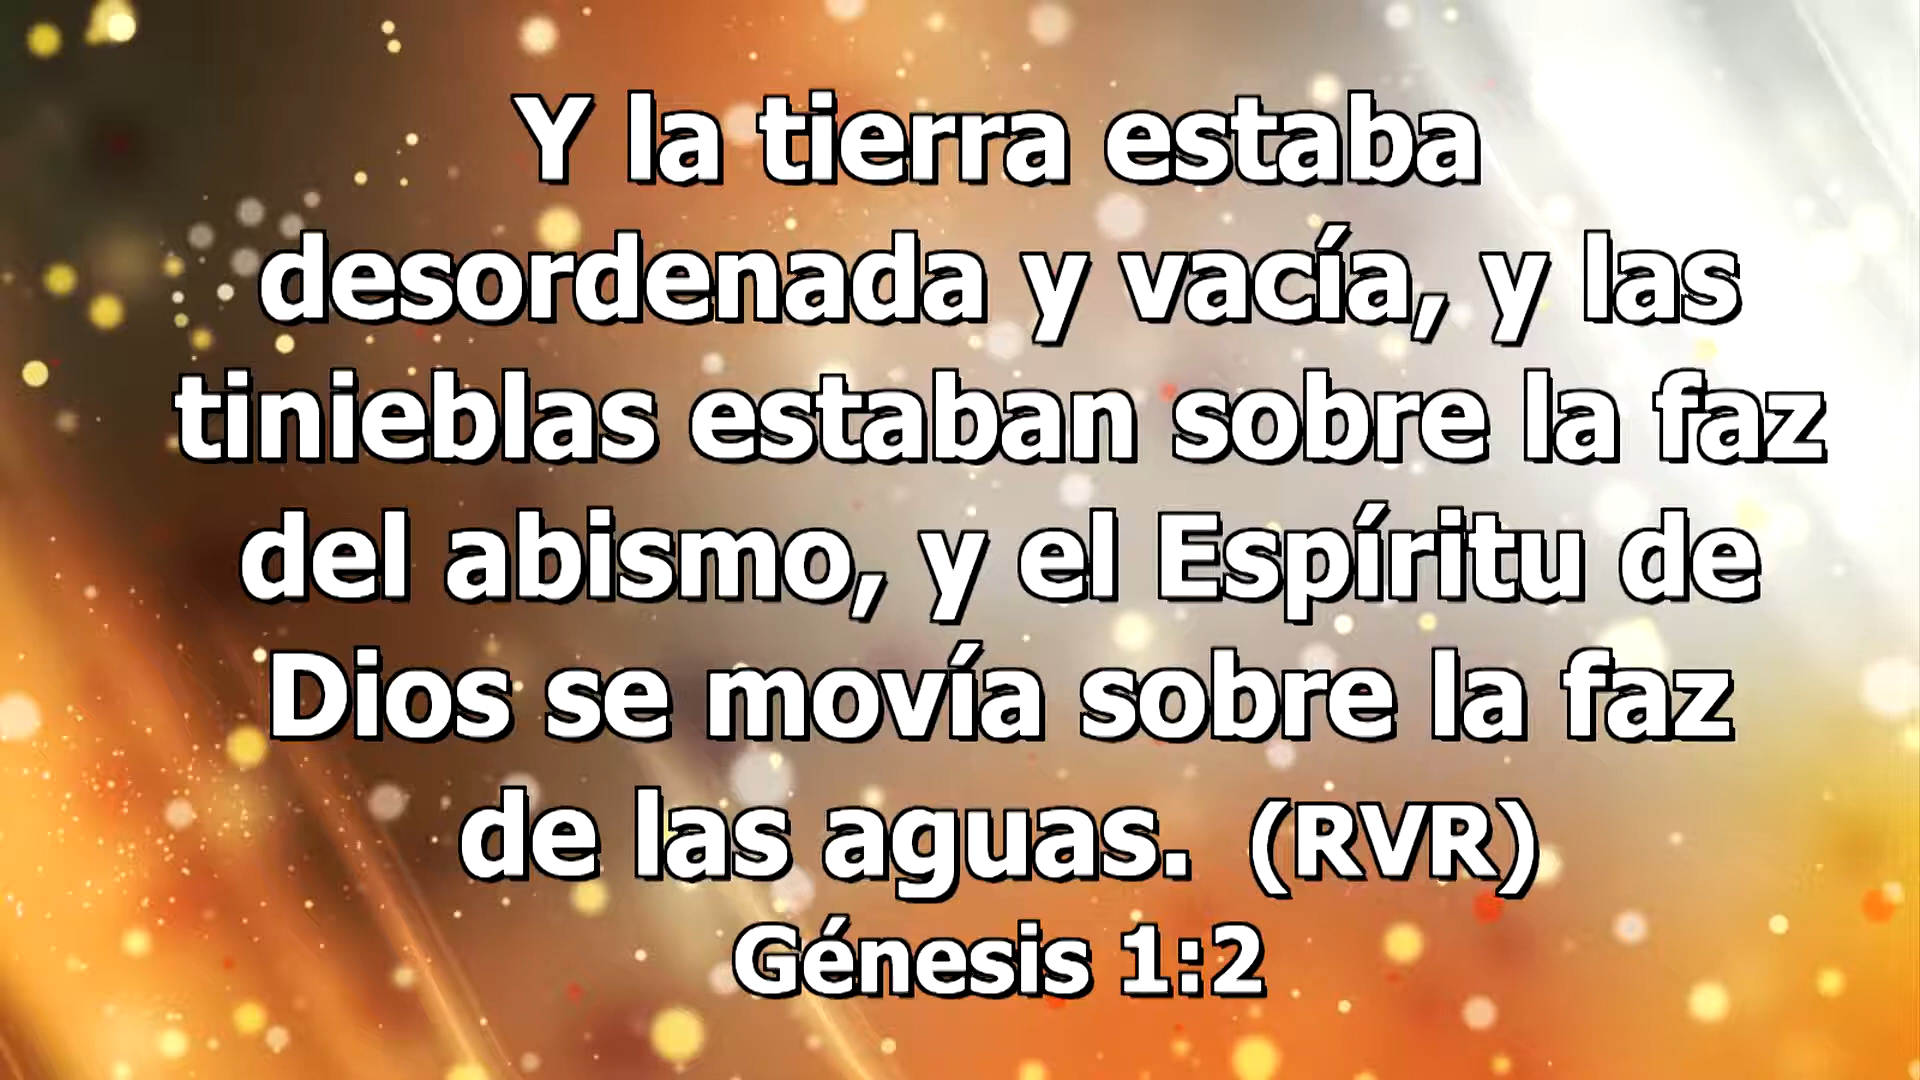 Y la tierra estaba
desordenada y vacía, y las
tinieblas estaban sobre la faz
del abismo, y el Espíritu de
Dios se movía sobre la faz
de las aguas. (RVR)
Génesis 1:2